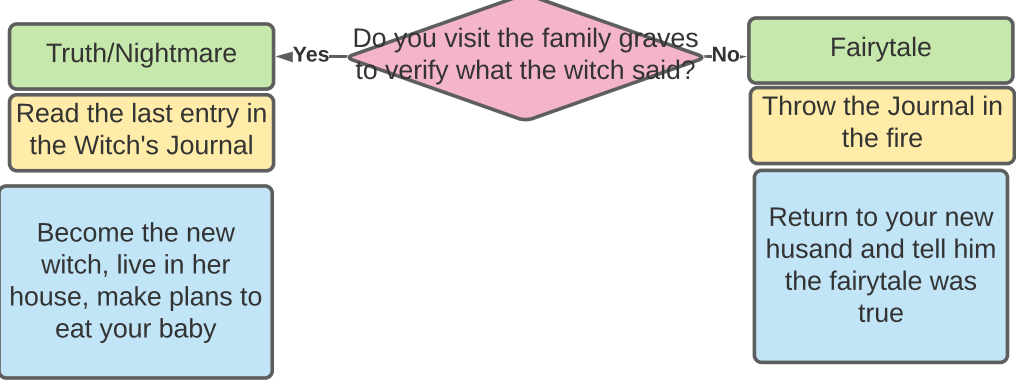 Do you visit the family graves
to verify what the witch said?
Yes
No
Truth/Nightmare
Read the last entry in
the Witch's Journal
Become the new
witch, live in her
house, make plans to
eat your baby
Fairytale
Throw the Journal in
the fire
Return to your new
husand and tell him
the fairytale was
true